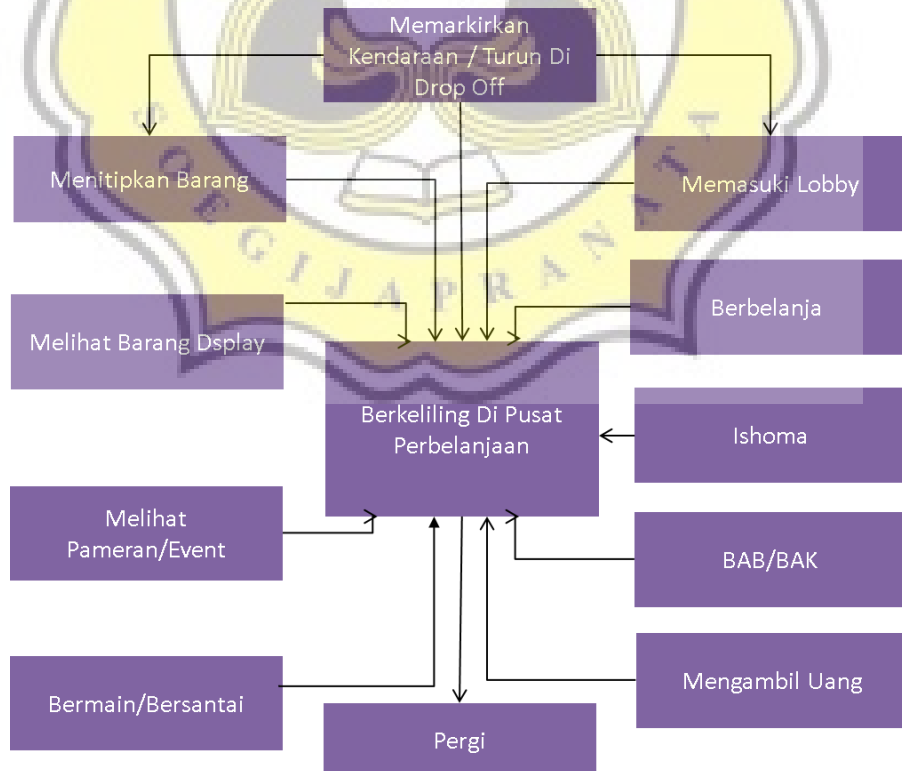 Memarkirkan
Kendaraan / Turun Di
Drop Off
Menitipkan Barang
Memasuki Lobby
SOEGIJAPRANATA
Berbelanja
Melihat Barang Dsplay
Berkeliling Di Pusat
Perbelanjaan
Ishoma
Melihat
Pameran/Event
BAB/BAK
Mengambil Uang
Bermain/Bersantai
Pergi